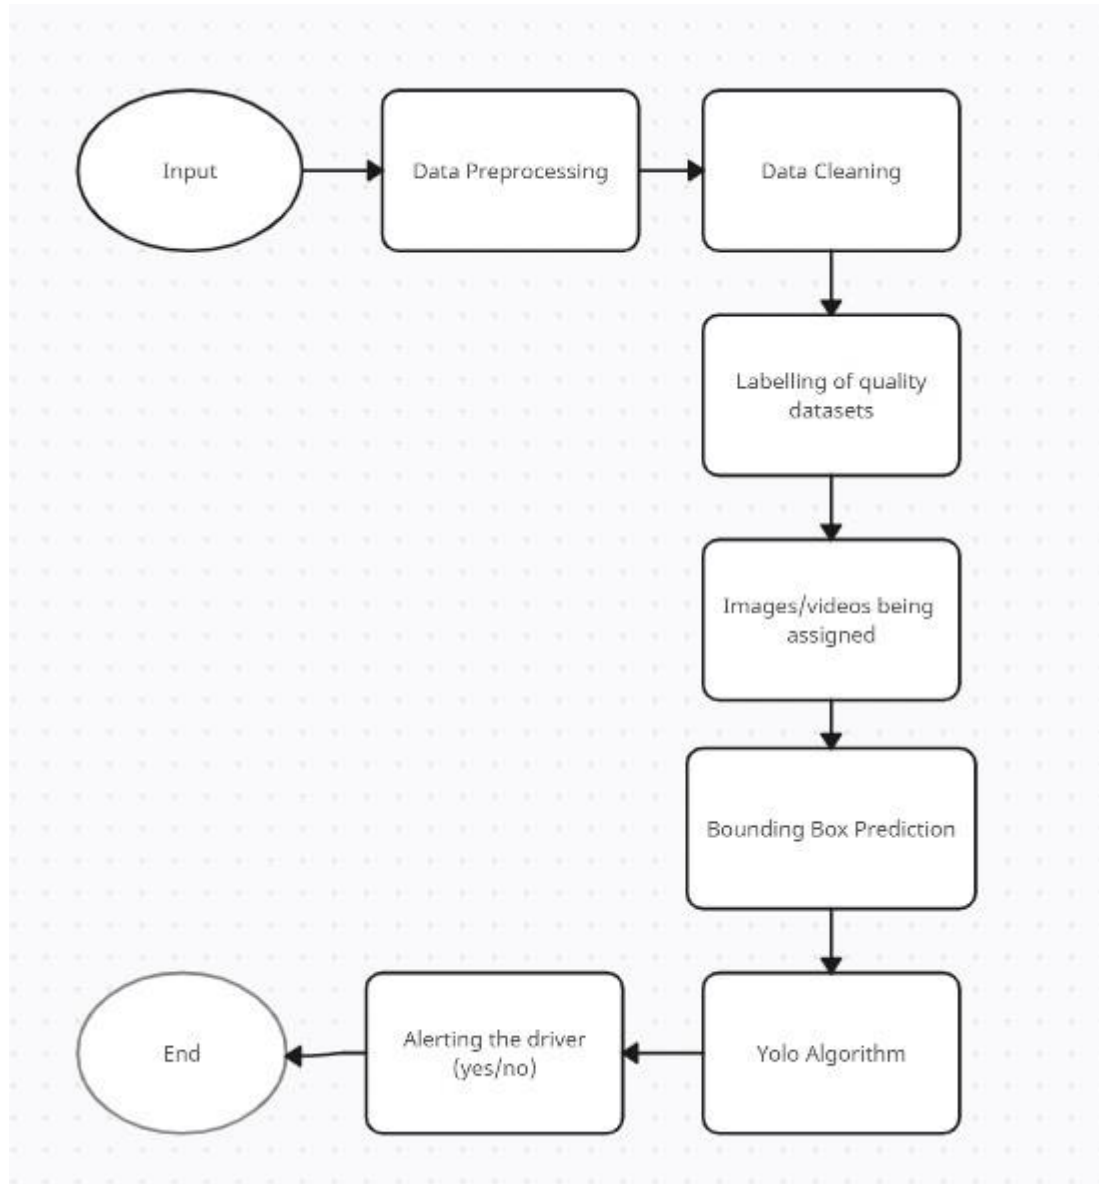 Input
Data Preprocessing
Data Cleaning
Labelling of quality
datasets
Images/videos being
assigned
Bounding Box Prediction
Yolo Algorithm
Alerting the driver
(yes/no)
End